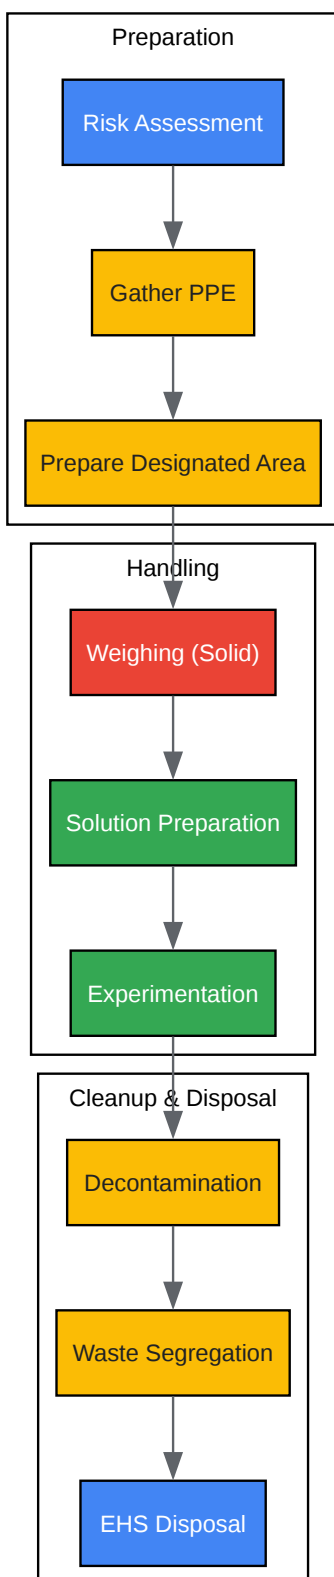 Preparation
Risk Assessment
Gather PPE
Prepare Designated Area
Handling
Weighing (Solid)
Solution Preparation
Experimentation
Cleanup & Disposal
Decontamination
Waste Segregation
EHS Disposal